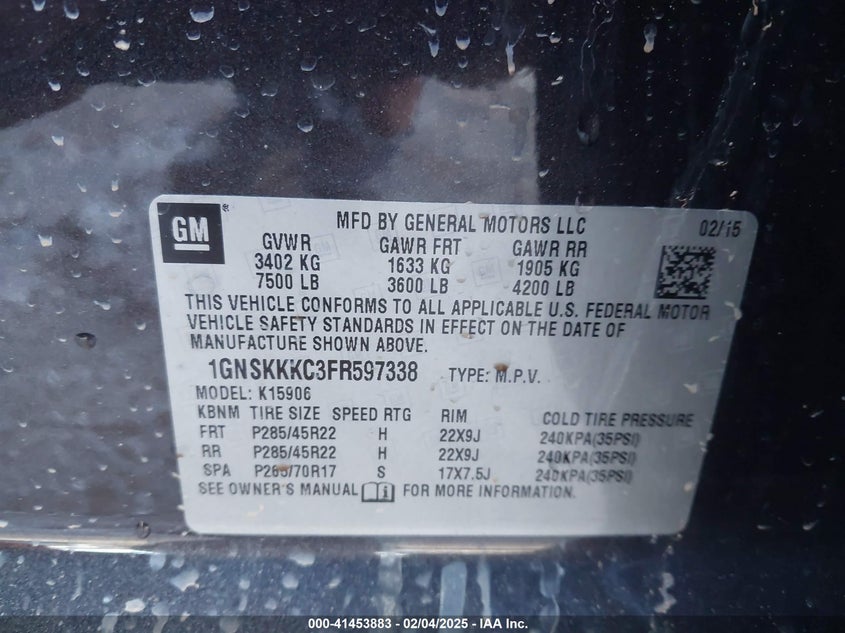 GM
MFD BY GENERAL MOTORS LLC 02/15
GVWR GAWR FRT GAWR RR
3402 KG 1633 KG 1905 KG
7500 LB 3600 LB 4200 LB
THIS VEHICLE CONFORMS TO ALL APPLICABLE U.S. FEDERAL MOTOR
VEHICLE SAFETY STANDARDS IN EFFECT ON THE DATE OF
MANUFACTURE SHOWN ABOVE.
1GNSKKKC3FR597338 TYPE: M.P.V.
MODEL: K15906
KBNM TIRE SIZE SPEED RTG RIM COLD TIRE PRESSURE
FRT P285/45R22 H 22X9J 240KPA(35PSI)
RR P285/45R22 H 22X9J 240KPA(35PSI)
SPA P265/70R17 S 17X7.5J 240KPA(35PSI)
SEE OWNER'S MANUAL FOR MORE INFORMATION.
000-41453883 - 02/04/2025 - IAA Inc.